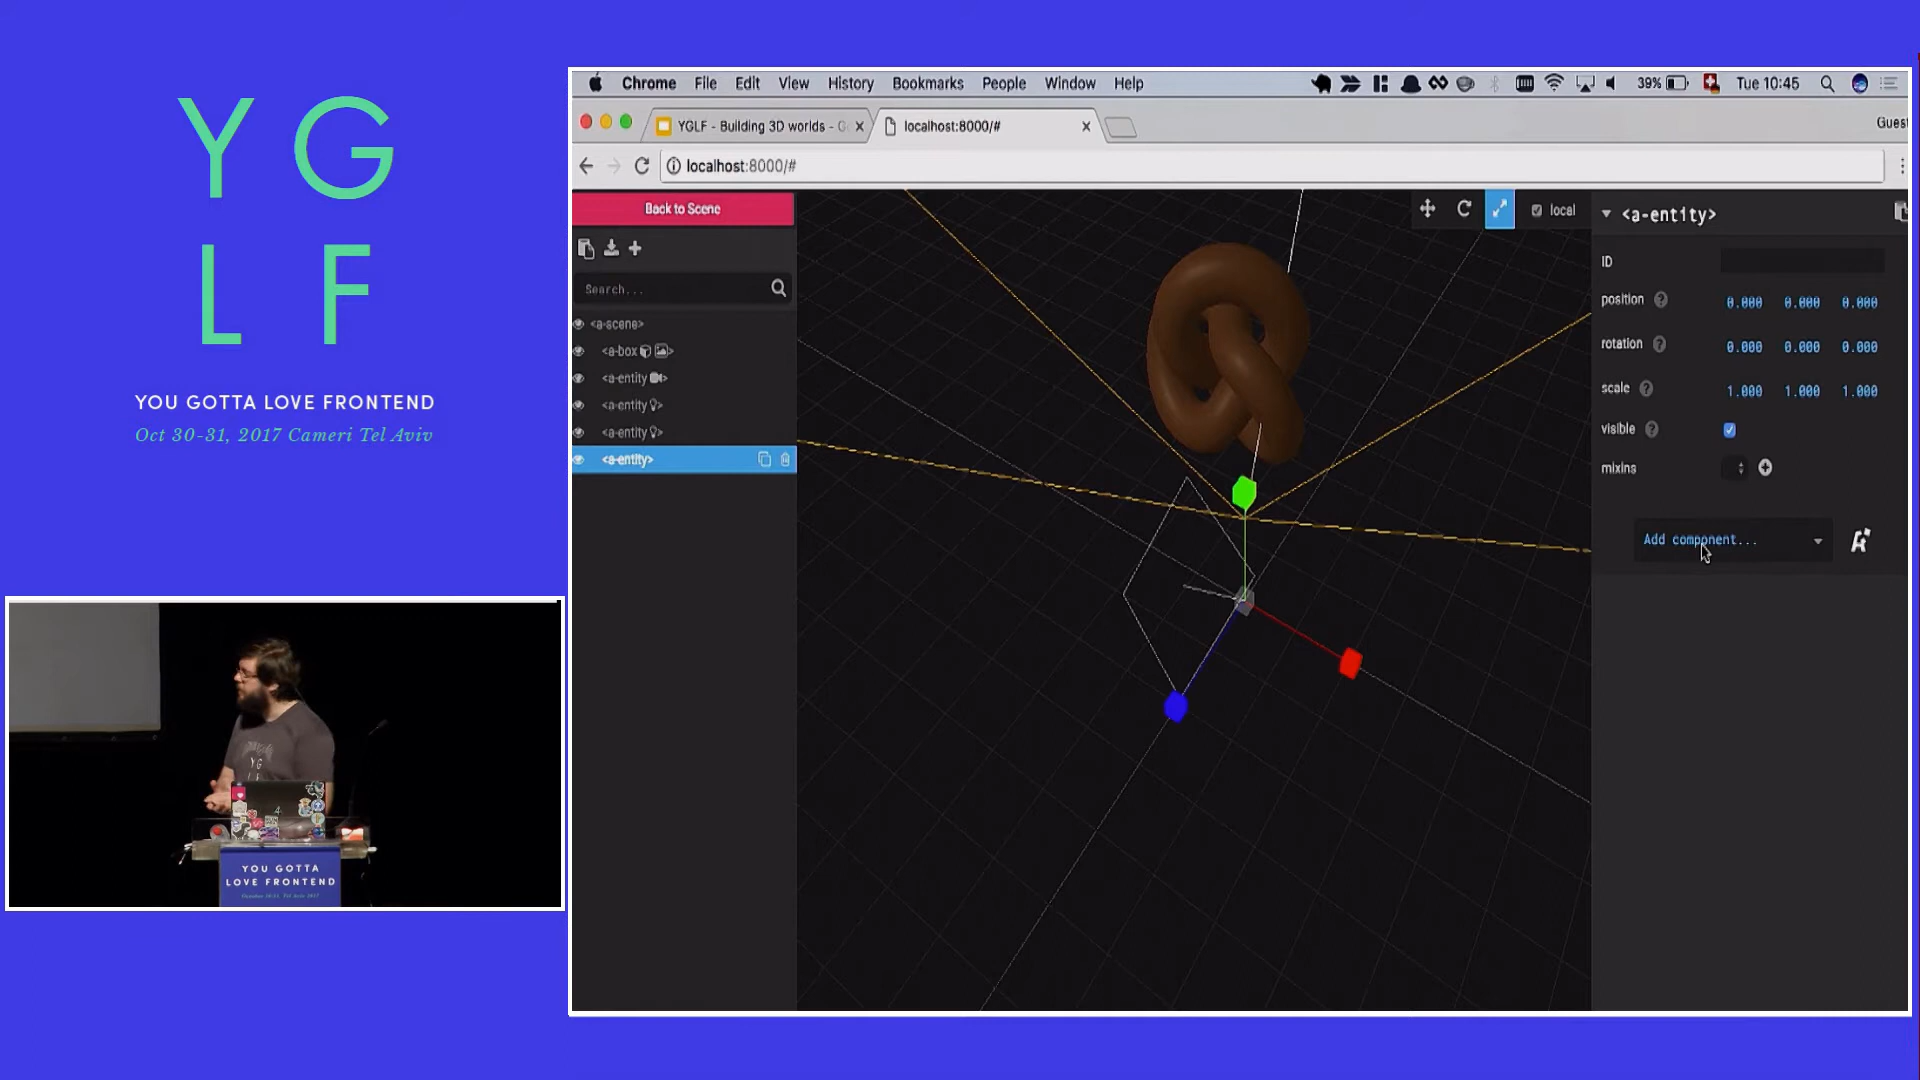 Y G
L F
YOU GOTTA LOVE FRONTEND
Oct 30-31, 2017 Cameri Tel Aviv
YG
LF
YOU GOTTA
LOVE FRONTEND
Chrome File Edit View History Bookmarks People Window Help 39% Tue 10:45
YGLF - Building 3D worlds - localhost:8000/# Guest
localhost:8000/#
Back to Scene
Search...
<a-scene>
<a-box >
<a-entity >
<a-entity >
<a-entity >
<a-entity>
local
<a-entity>
ID
position 0.000 0.000 0.000
rotation 0.000 0.000 0.000
scale 1.000 1.000 1.000
visible
mixins
Add component...